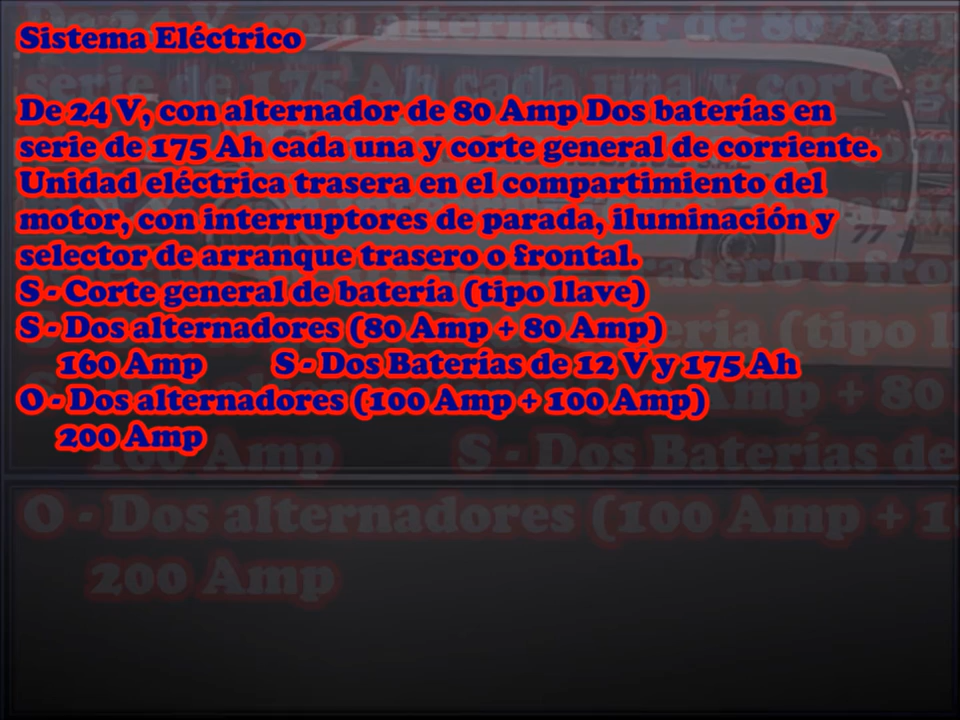 Sistema Eléctrico
De 24 V, con alternador de 80 Amp Dos baterías en
serie de 175 Ah cada una y corte general de corriente.
Unidad eléctrica trasera en el compartimiento del
motor, con interruptores de parada, iluminación y
selector de arranque trasero o frontal.
S - Corte general de batería (tipo llave)
S - Dos alternadores (80 Amp + 80 Amp)
160 Amp S - Dos Baterías de 12 V y 175 Ah
O - Dos alternadores (100 Amp + 100 Amp)
200 Amp
77